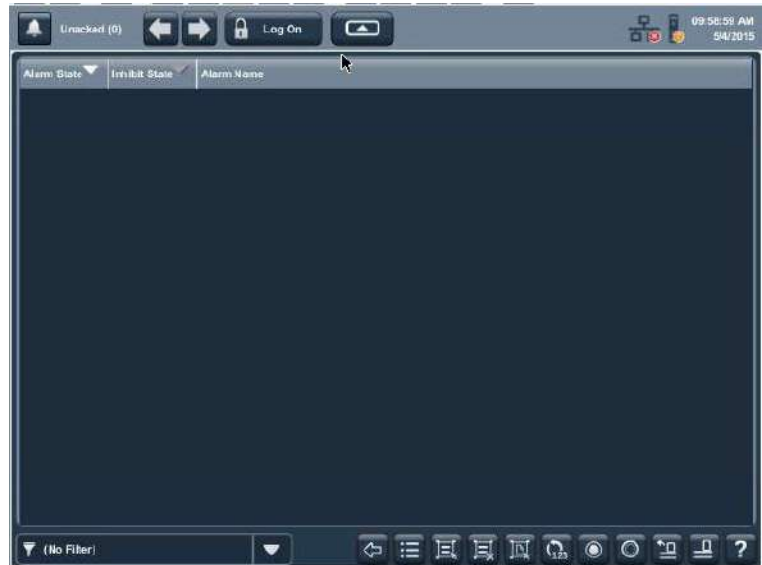 Unacked (0)
Log On
09:58:59 AM
5/4/2015
Alarm State
Inhibit State
Alarm Name
(No Filter)
123
?